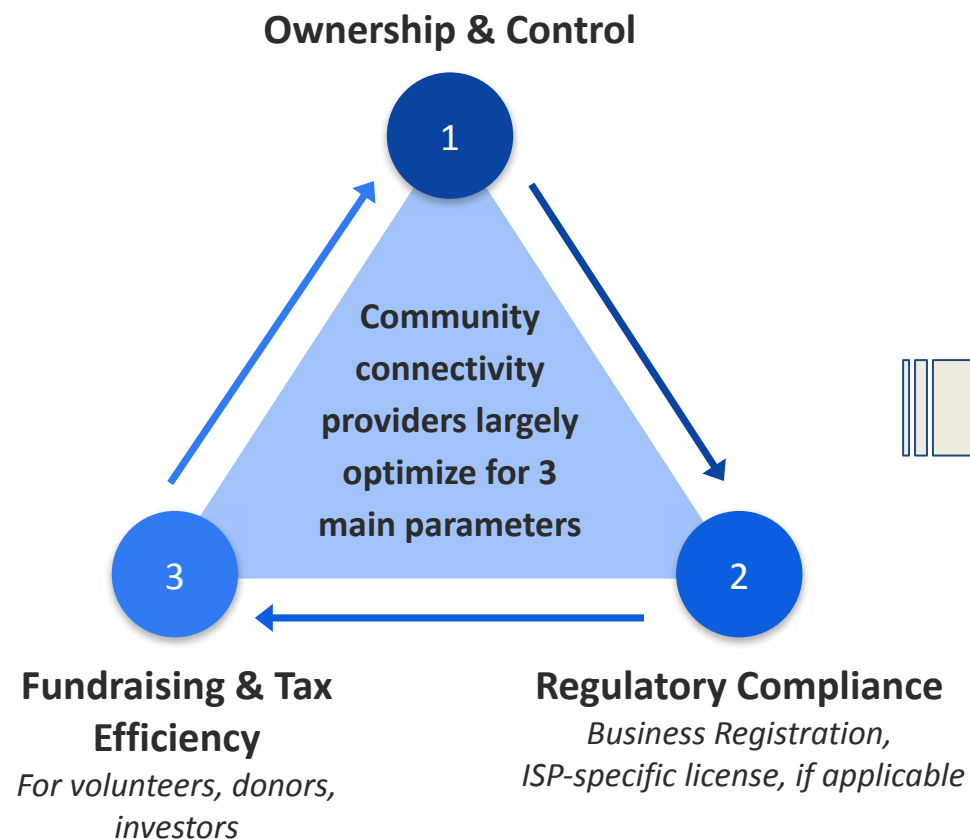 Ownership & Control
1
Community
connectivity
providers largely
optimize for 3
main parameters
3
2
Fundraising & Tax
Efficiency
For volunteers, donors,
investors
Regulatory Compliance
Business Registration,
ISP-specific license, if applicable